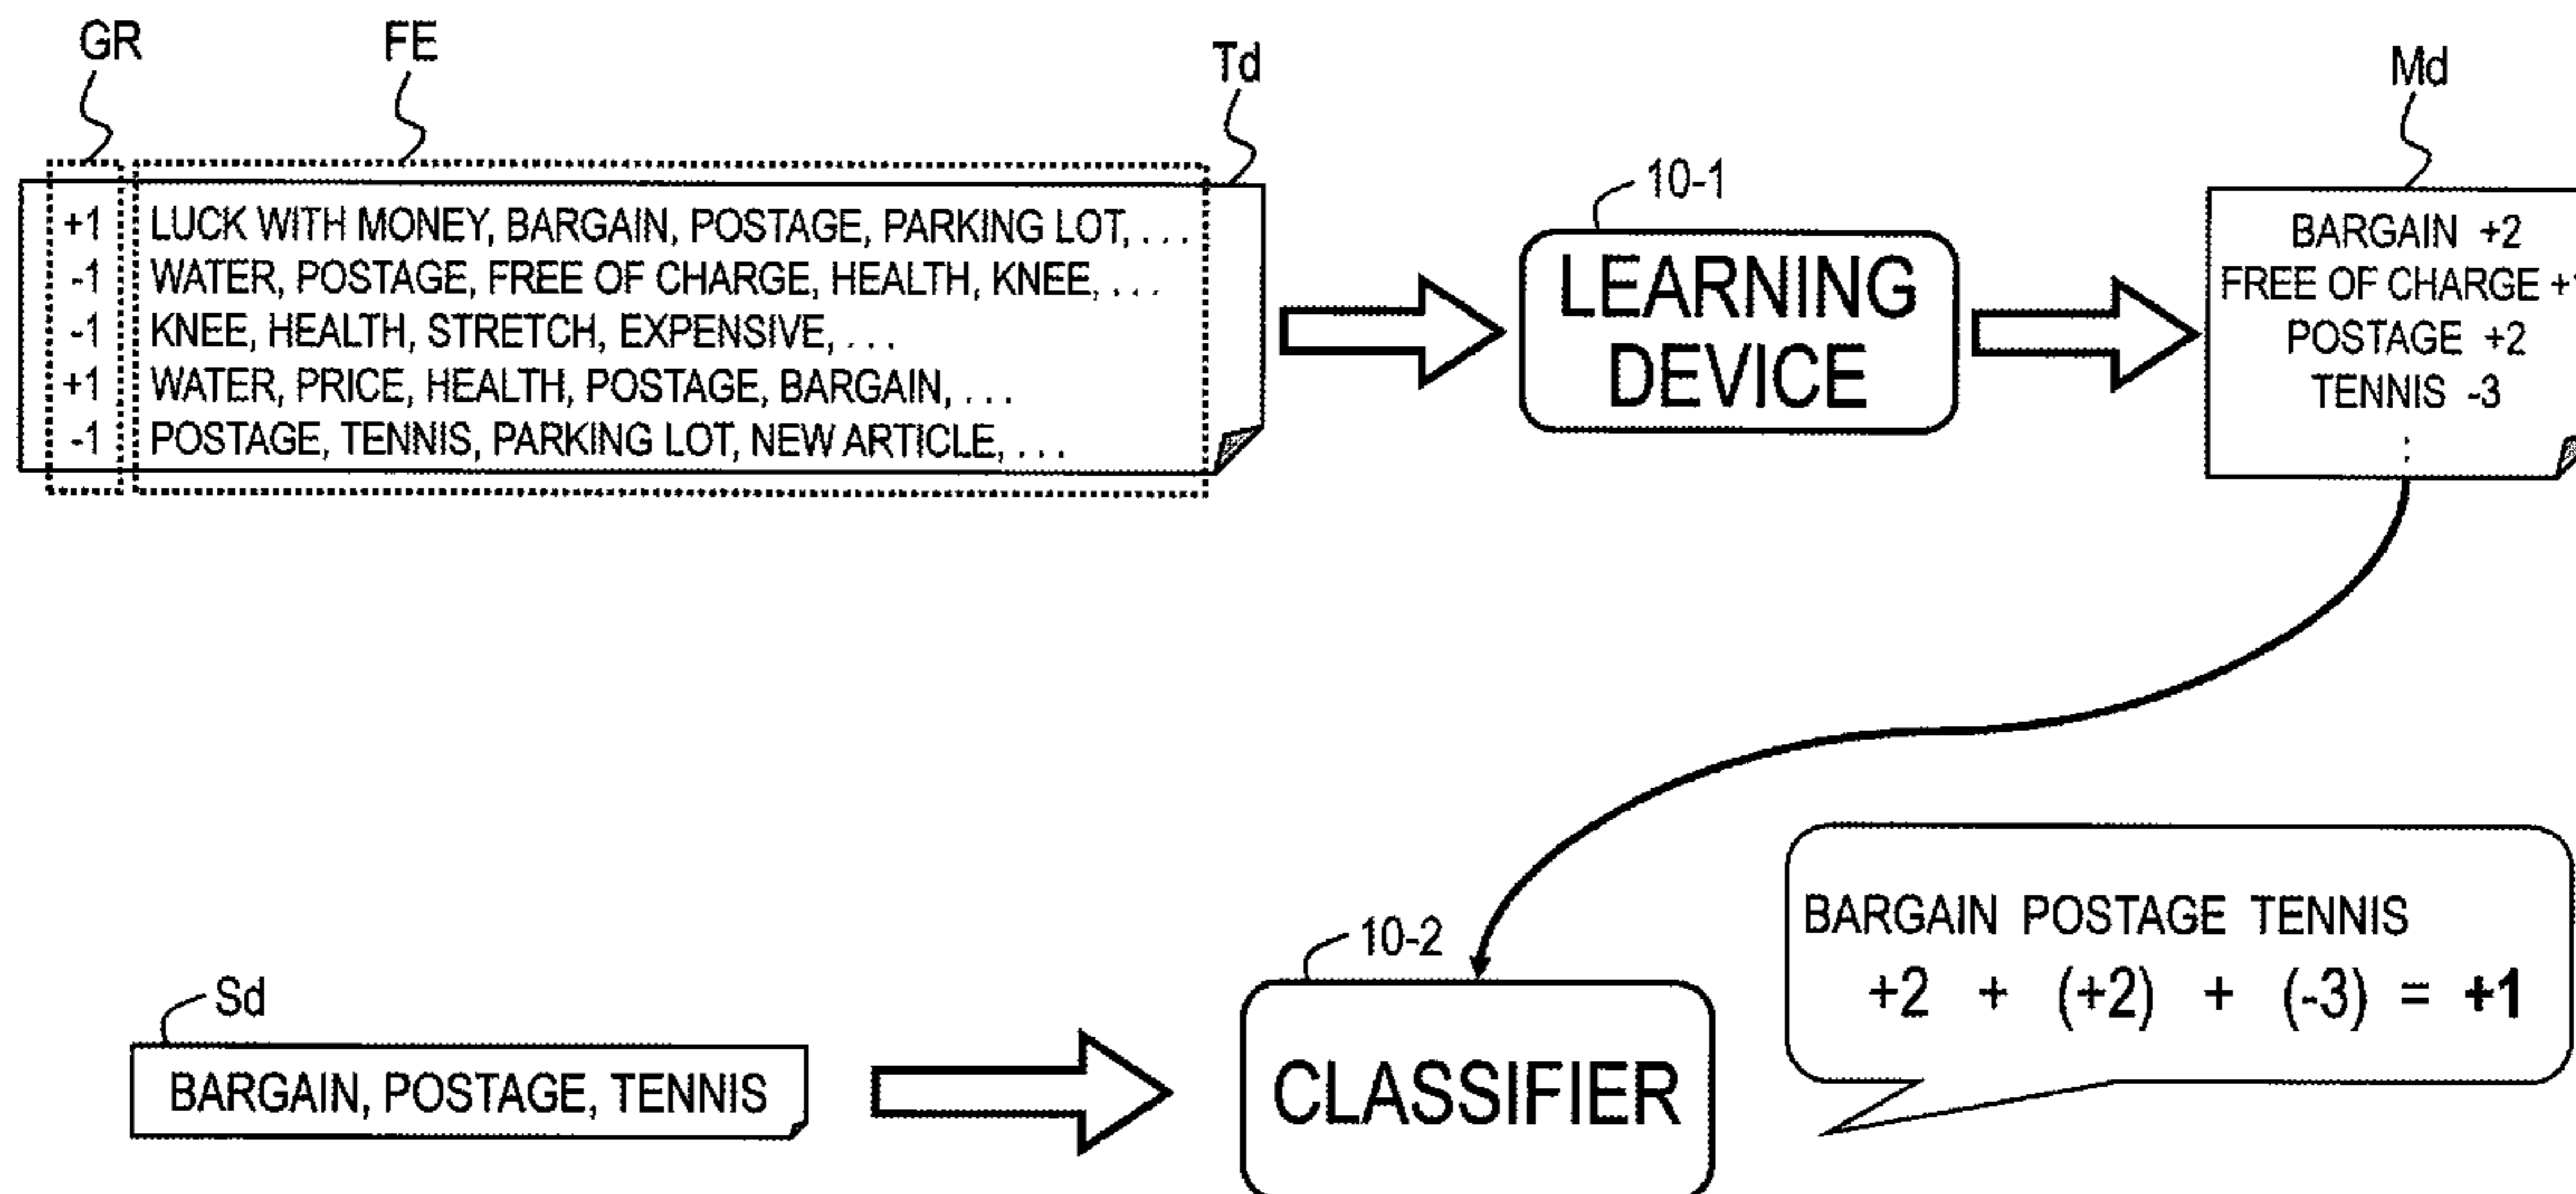 GR
FE
Td
Md
+1 LUCK WITH MONEY, BARGAIN, POSTAGE, PARKING LOT, . . .
-1 WATER, POSTAGE, FREE OF CHARGE, HEALTH, KNEE, . . .
-1 KNEE, HEALTH, STRETCH, EXPENSIVE, . . .
+1 WATER, PRICE, HEALTH, POSTAGE, BARGAIN, . . .
-1 POSTAGE, TENNIS, PARKING LOT, NEW ARTICLE, . . .
10-1
LEARNING
DEVICE
BARGAIN +2
FREE OF CHARGE +
POSTAGE +2
TENNIS -3
Sd
BARGAIN, POSTAGE, TENNIS
10-2
CLASSIFIER
BARGAIN POSTAGE TENNIS
+2 + (+2) + (-3) = +1